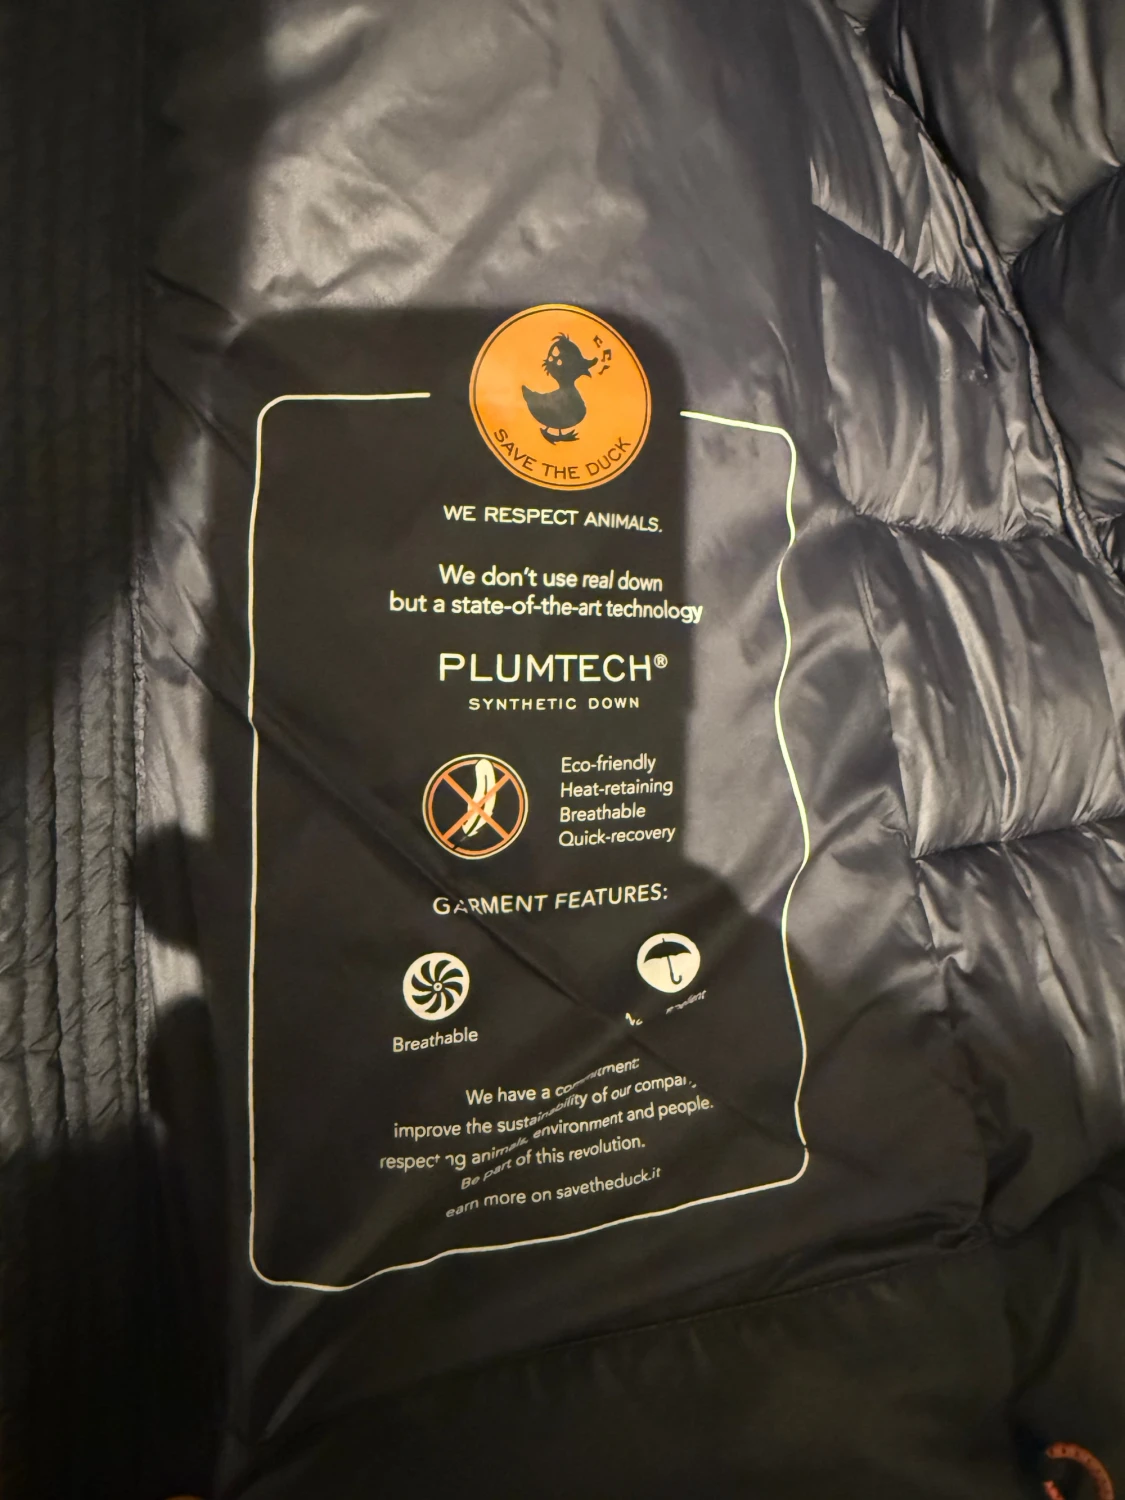 SAVE THE DUCK
WE RESPECT ANIMALS.
We don't use real down
but a state-of-the-art technology
PLUMTECH®
SYNTHETIC DOWN
Eco-friendly
Heat-retaining
Breathable
Quick-recovery
GARMENT FEATURES:
Breathable
We have a commitment:
improve the sustainability of our company
respecting animals, environment and people.
Be part of this revolution.
earn more on savetheduck.it